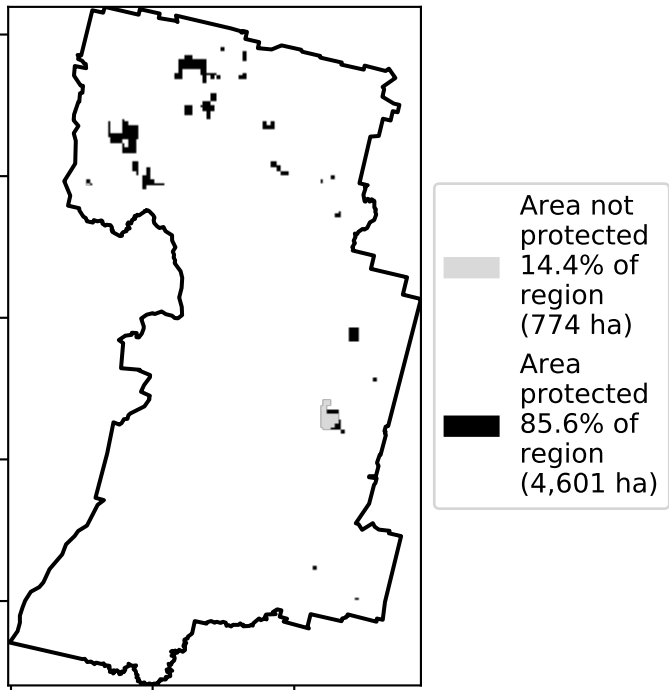 Area not
protected
14.4% of
region
(774 ha)
Area
protected
85.6% of
region
(4,601 ha)